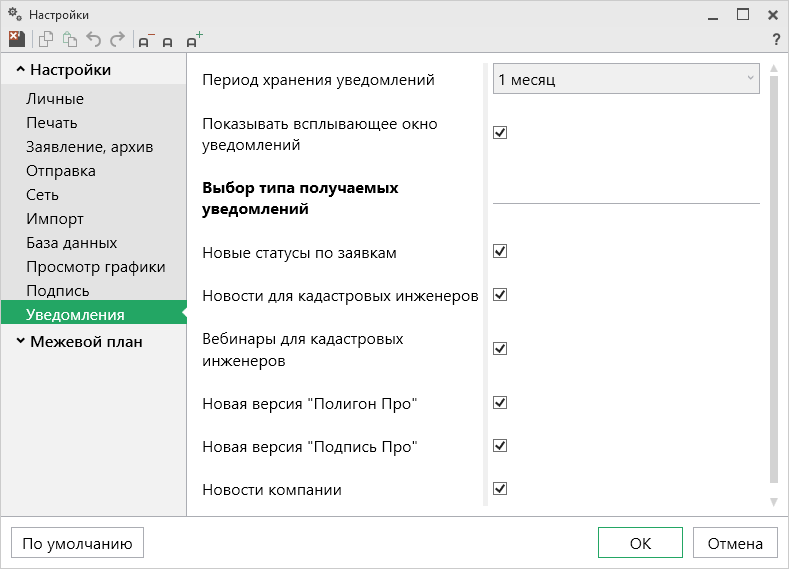 Настройки
?
Настройки
Личные
Печать
Заявление, архив
Отправка
Сеть
Импорт
База данных
Просмотр графики
Подпись
Уведомления
Межевой план
Период хранения уведомлений
1 месяц
Показывать всплывающее окно
уведомлений
Выбор типа получаемых
уведомлений
Новые статусы по заявкам
Новости для кадастровых инженеров
Вебинары для кадастровых
инженеров
Новая версия "Полигон Про"
Новая версия "Подпись Про"
Новости компании
По умолчанию
ОК
Отмена